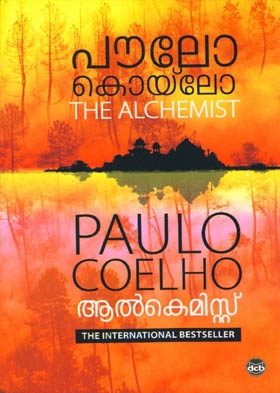 പൗലോ
കൊയ്‌ലോ
THE ALCHEMIST
PAULO
COELHO
ആൽകെമിസ്റ്റ്
THE INTERNATIONAL BESTSELLER
dcb